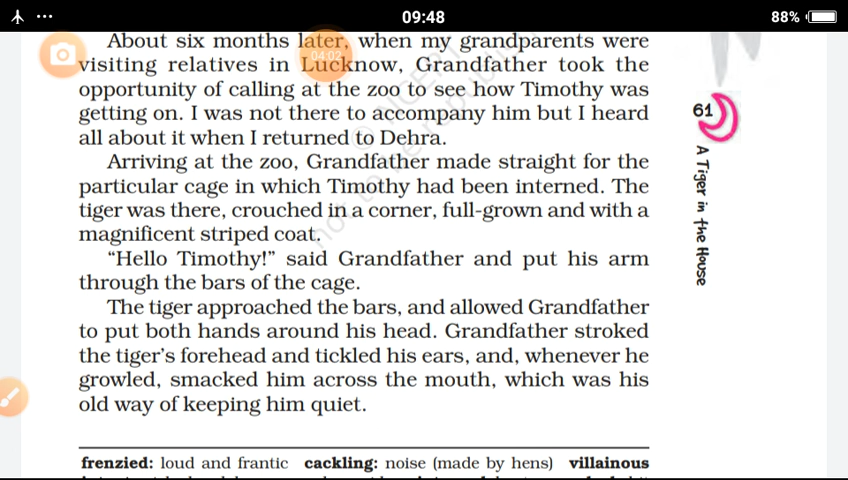 09:48
88%
About six months later, when my grandparents were
visiting relatives in Lucknow, Grandfather took the
opportunity of calling at the zoo to see how Timothy was
getting on. I was not there to accompany him but I heard
all about it when I returned to Dehra.
Arriving at the zoo, Grandfather made straight for the
particular cage in which Timothy had been interned. The
tiger was there, crouched in a corner, full-grown and with a
magnificent striped coat.
“Hello Timothy!” said Grandfather and put his arm
through the bars of the cage.
The tiger approached the bars, and allowed Grandfather
to put both hands around his head. Grandfather stroked
the tiger’s forehead and tickled his ears, and, whenever he
growled, smacked him across the mouth, which was his
old way of keeping him quiet.
frenzied: loud and frantic cackling: noise (made by hens) villainous
61
A Tiger in the House
04:02
© NCERT
not to be republis